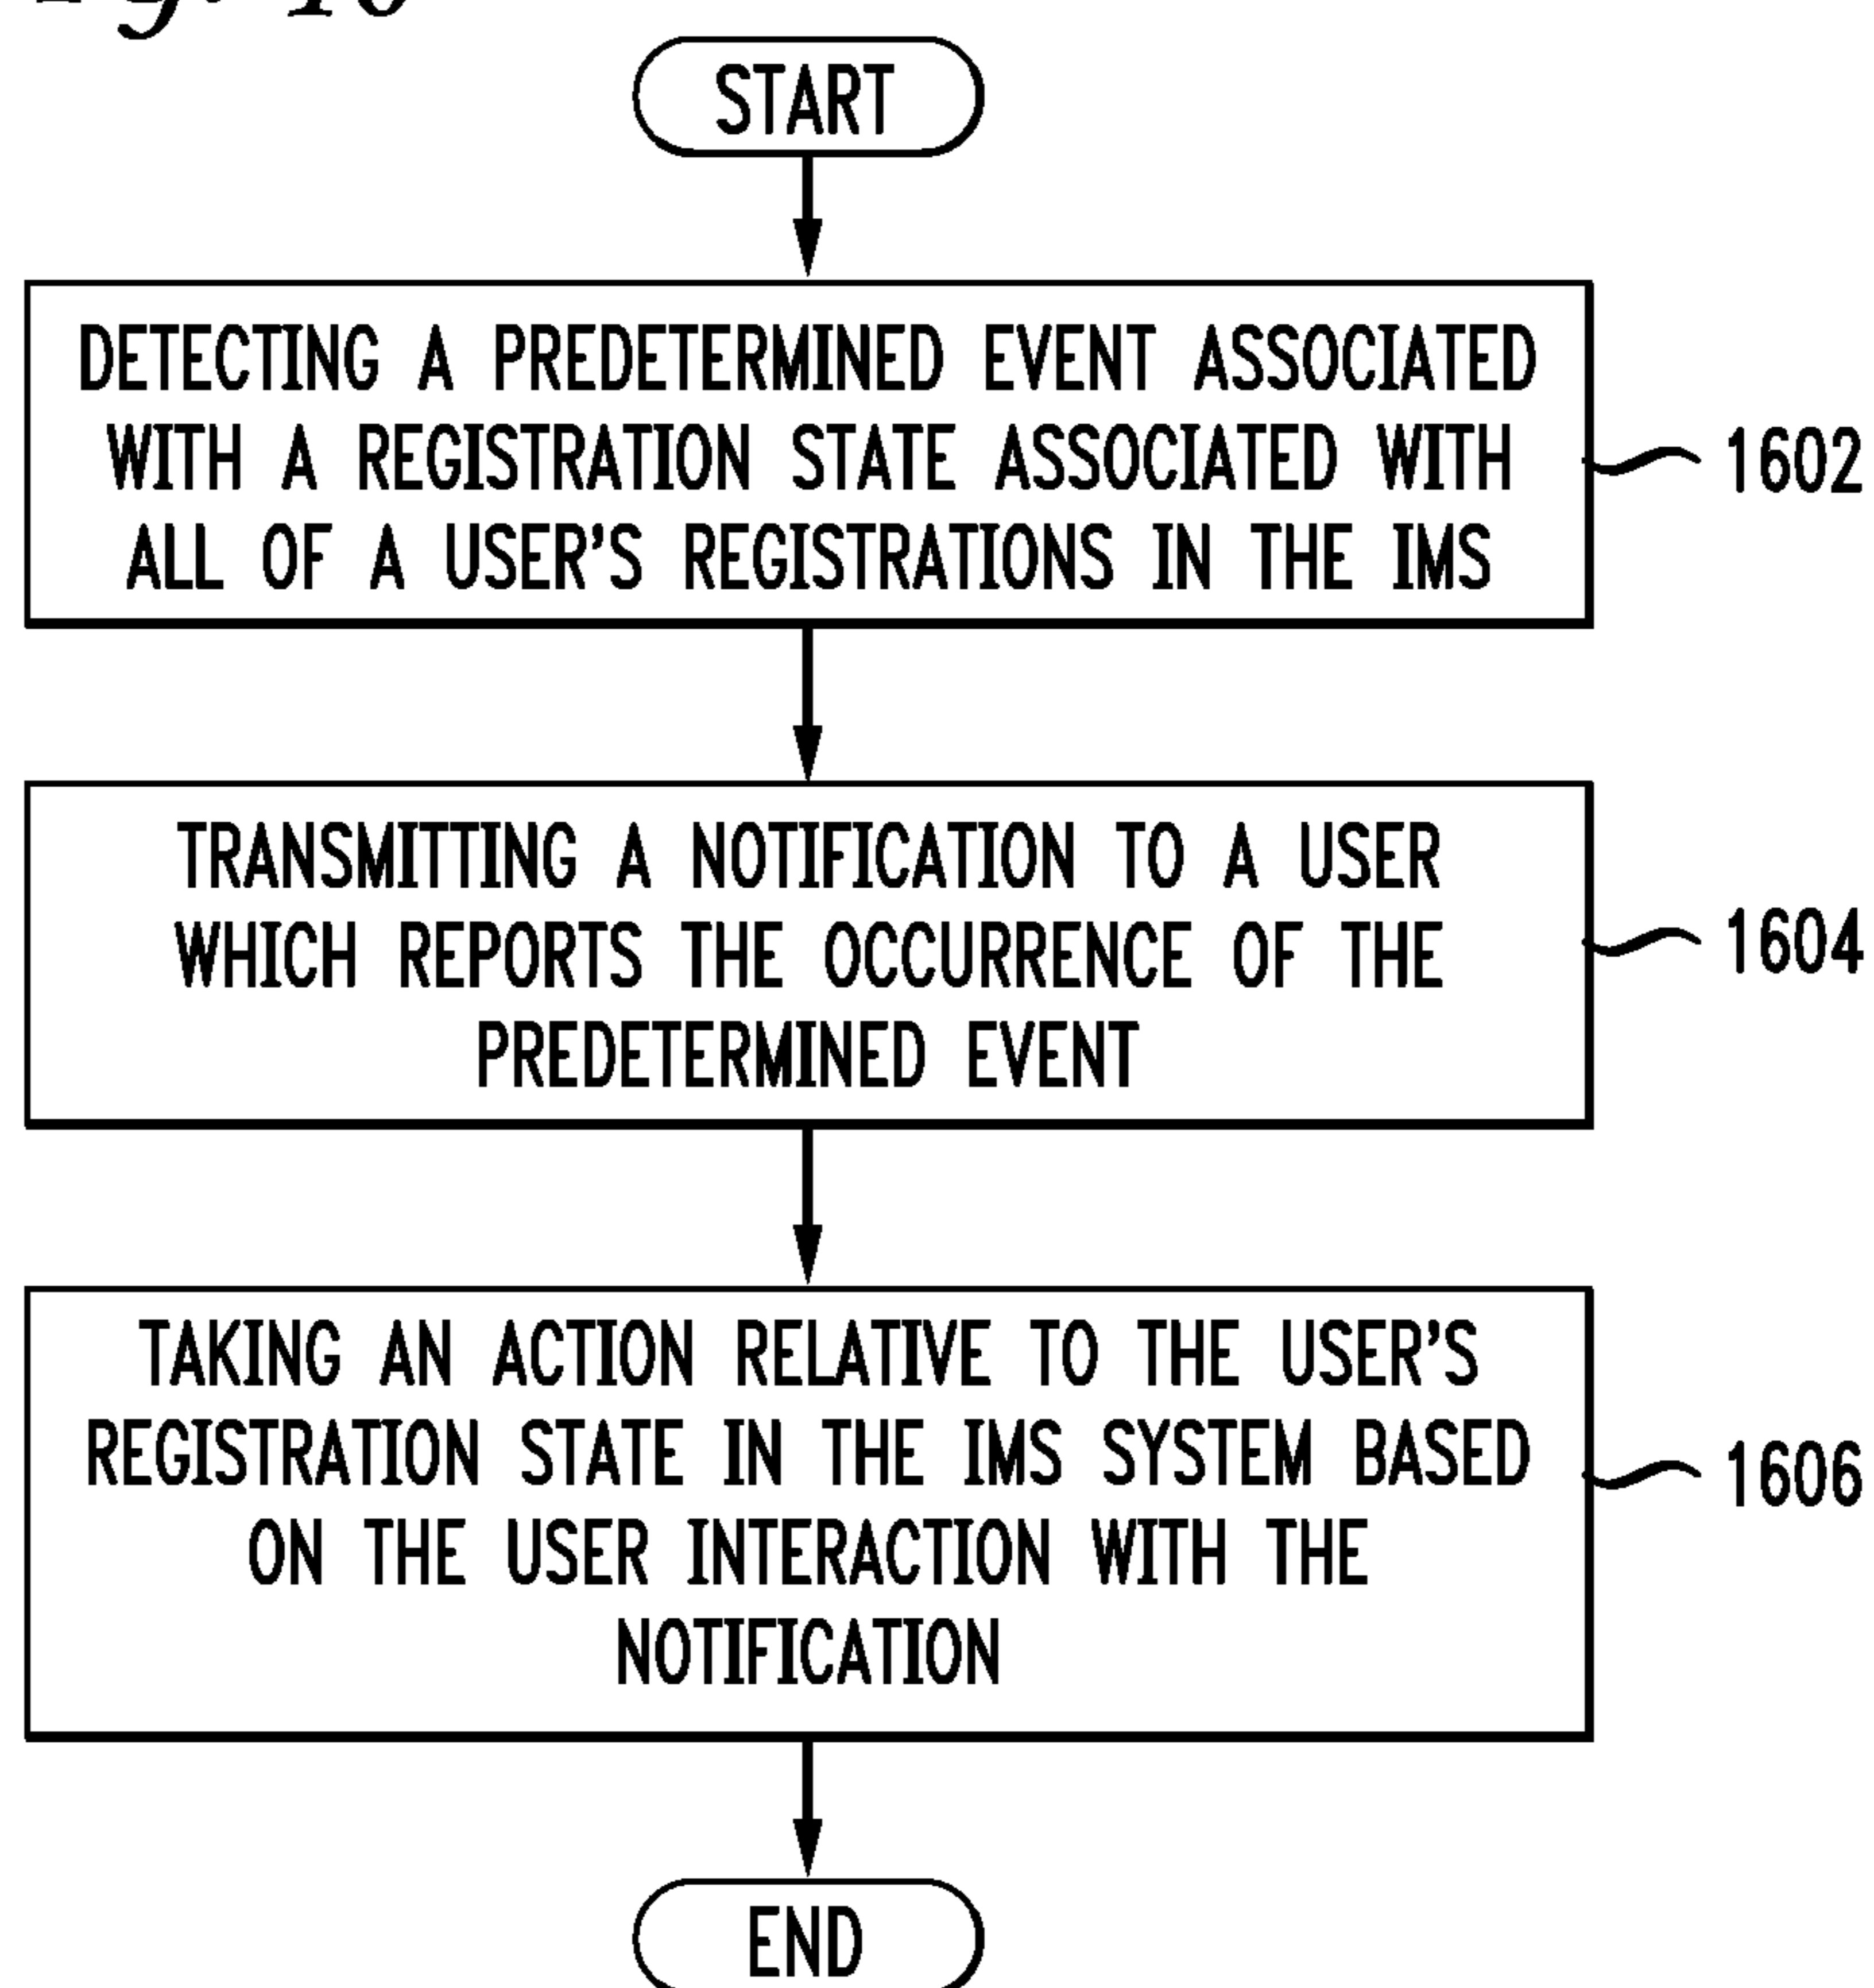 START
DETECTING A PREDETERMINED EVENT ASSOCIATED
WITH A REGISTRATION STATE ASSOCIATED WITH
ALL OF A USER'S REGISTRATIONS IN THE IMS
1602
TRANSMITTING A NOTIFICATION TO A USER
WHICH REPORTS THE OCCURRENCE OF THE
PREDETERMINED EVENT
1604
TAKING AN ACTION RELATIVE TO THE USER'S
REGISTRATION STATE IN THE IMS SYSTEM BASED
ON THE USER INTERACTION WITH THE
NOTIFICATION
1606
END